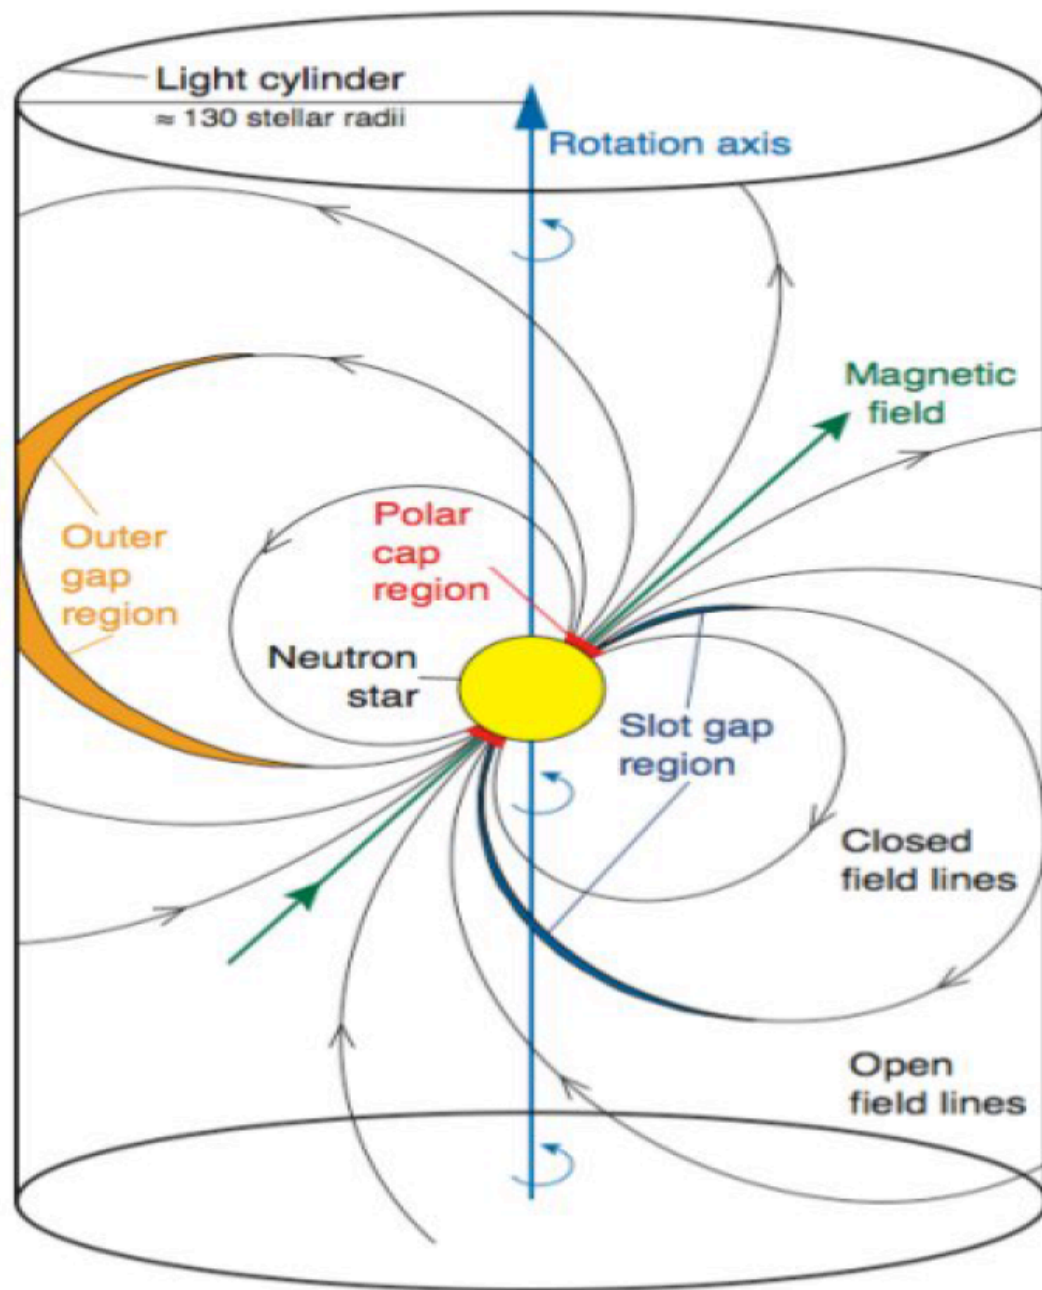 Light cylinder
≈ 130 stellar radii
Rotation axis
Magnetic
field
Polar
cap
region
Outer
gap
region
Neutron
star
Slot gap
region
Closed
field lines
Open
field lines